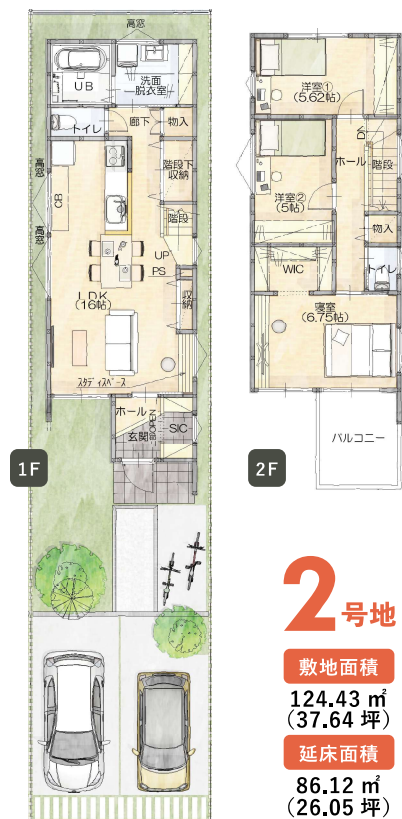 高窓
UB
洗面
脱衣室
トイレ
廊下
物入
高窓
高窓
CB
階段下
収納
階段
UP
PS
収納
LDK
(16帖)
スタディスペース
ホール
玄関
BOPEN
SIC
1F
洋室①
(5.62帖)
DN
ホール
階段
洋室②
(5帖)
物入
トイレ
WIC
寝室
(6.75帖)
バルコニー
2F
2号地
敷地面積
124.43 ㎡
(37.64 坪)
延床面積
86.12 ㎡
(26.05 坪)